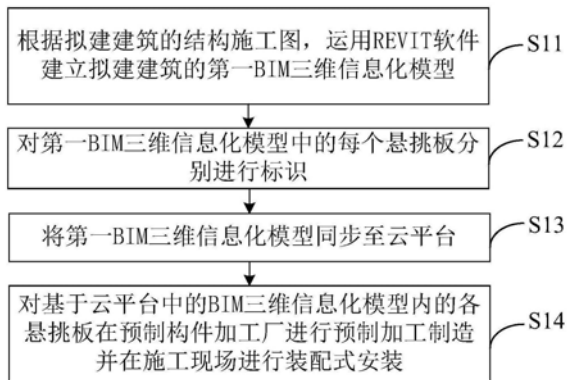 根据拟建建筑的结构施工图，运用REVIT软件
建立拟建建筑的第一BIM三维信息化模型
S11
对第一BIM三维信息化模型中的每个悬挑板分
别进行标识
S12
将第一BIM三维信息化模型同步至云平台
S13
对基于云平台中的BIM三维信息化模型内的各
悬挑板在预制构件加工厂进行预制加工制造
并在施工现场进行装配式安装
S14